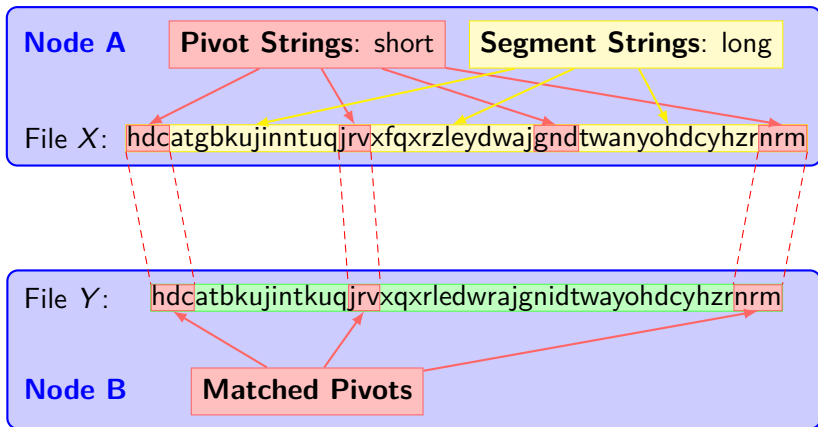 Node A Pivot Strings: short Segment Strings: long
File X: hdcatgbkujinntuqjrvxfqxrzleydwajgndtwanyohdcyhzrnrm
File Y: hdcatbkujintkuqjrvxqxrledwrajgnidtwayohdcyhzrnrm
Node B Matched Pivots